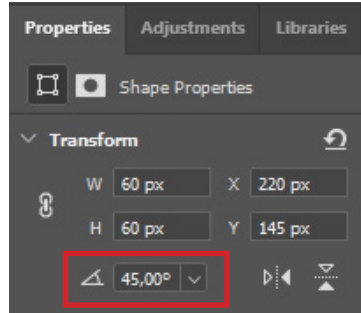 Properties Adjustments Libraries
Shape Properties
Transform
W 60 px X 220 px
H 60 px Y 145 px
45,00°